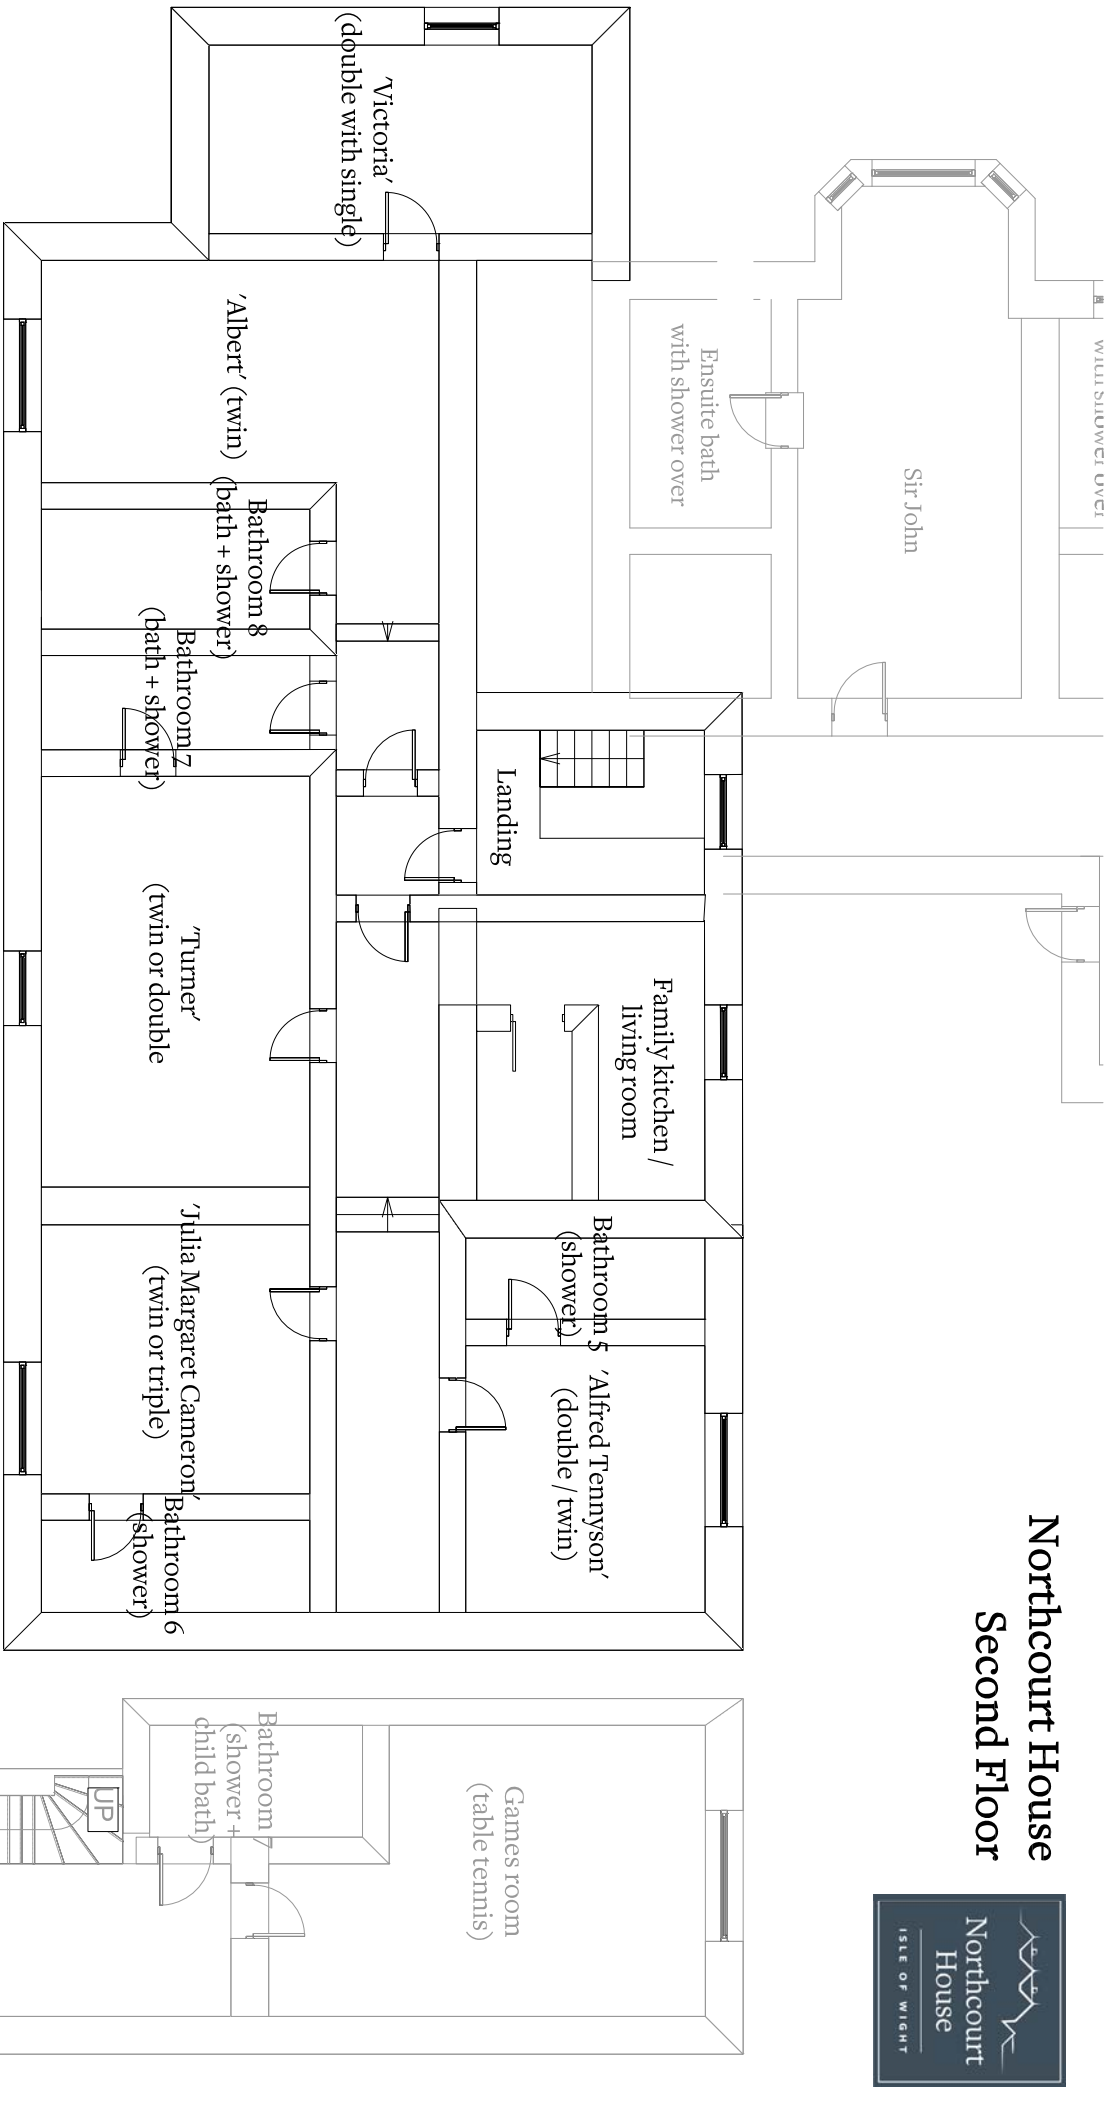 Northcourt House
Second Floor
Northcourt
House
ISLE OF WIGHT
with shower over
Sir John
Ensuite bath
with shower over
'Victoria'
(double with single)
'Albert' (twin)
Bathroom 8
(bath + shower)
Bathroom 7
(bath + shower)
Landing
Family kitchen /
living room
'Turner'
(twin or double
Bathroom 5
(shower)
'Alfred Tennyson'
(double / twin)
'Julia Margaret Cameron'
(twin or triple)
Bathroom 6
(shower)
Games room
(table tennis)
Bathroom
(shower +
child bath)
UP